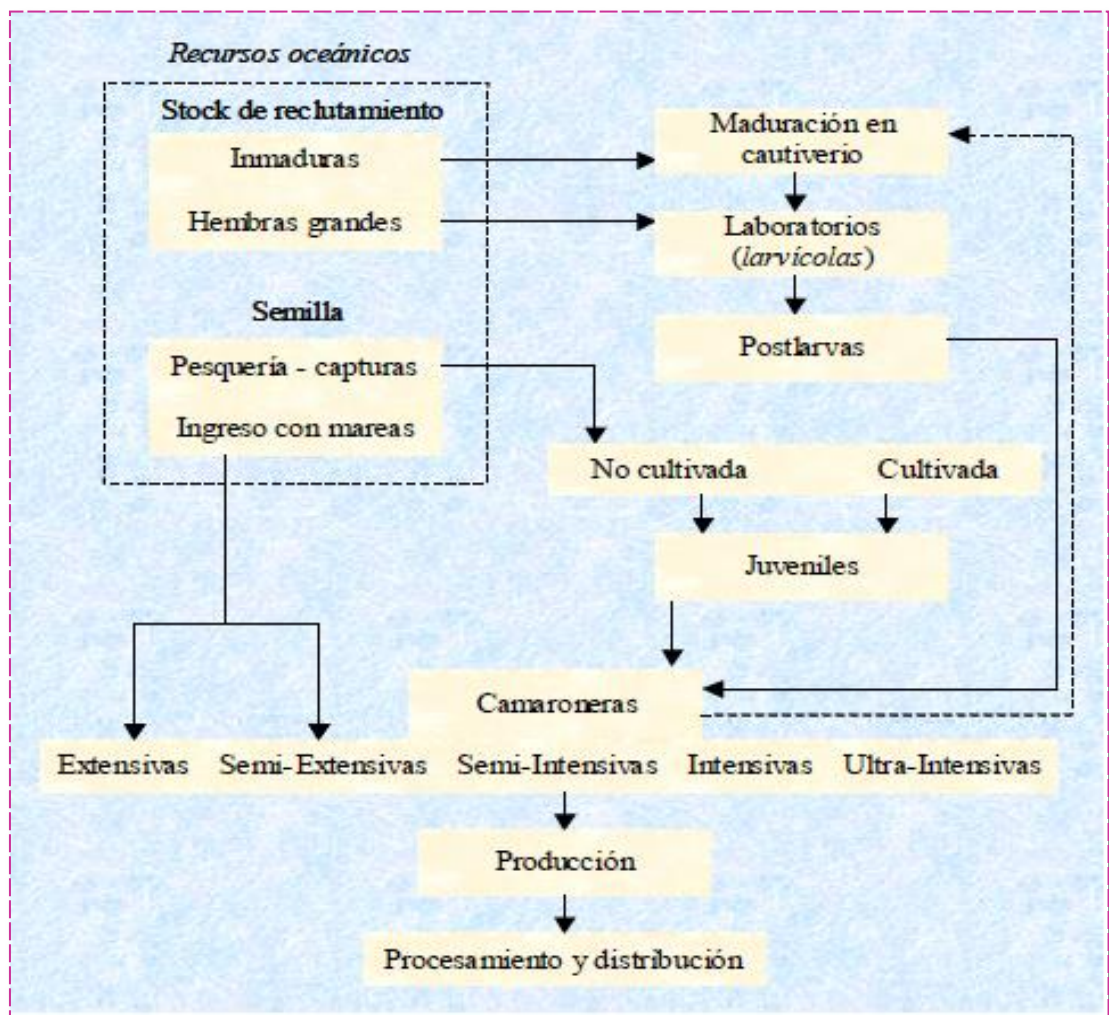 Recursos oceánicos
Stock de reclutamiento
Inmaduras
Hembras grandes
Semilla
Pesquería - capturas
Ingreso con mareas
Maduración en
cautiverio
Laboratorios
(larvícolas)
Postlarvas
No cultivada
Cultivada
Juveniles
Camaroneras
Extensivas
Semi-Extensivas
Semi-Intensivas
Intensivas
Ultra-Intensivas
Producción
Procesamiento y distribución